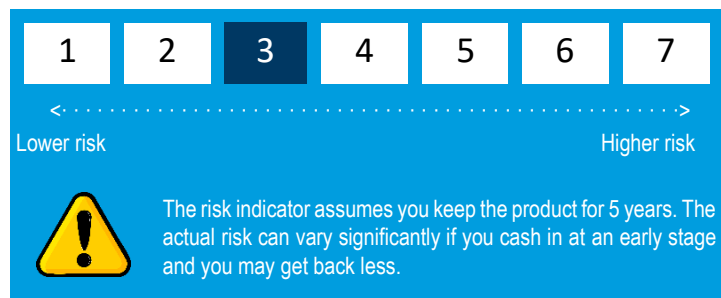 1 2 3 4 5 6 7
Lower risk Higher risk
The risk indicator assumes you keep the product for 5 years. The
actual risk can vary significantly if you cash in at an early stage
and you may get back less.